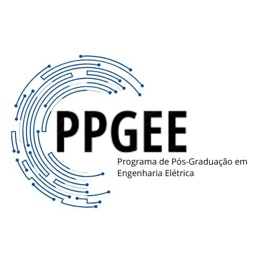 PPGEE
Programa de Pós-Graduação em
Engenharia Elétrica